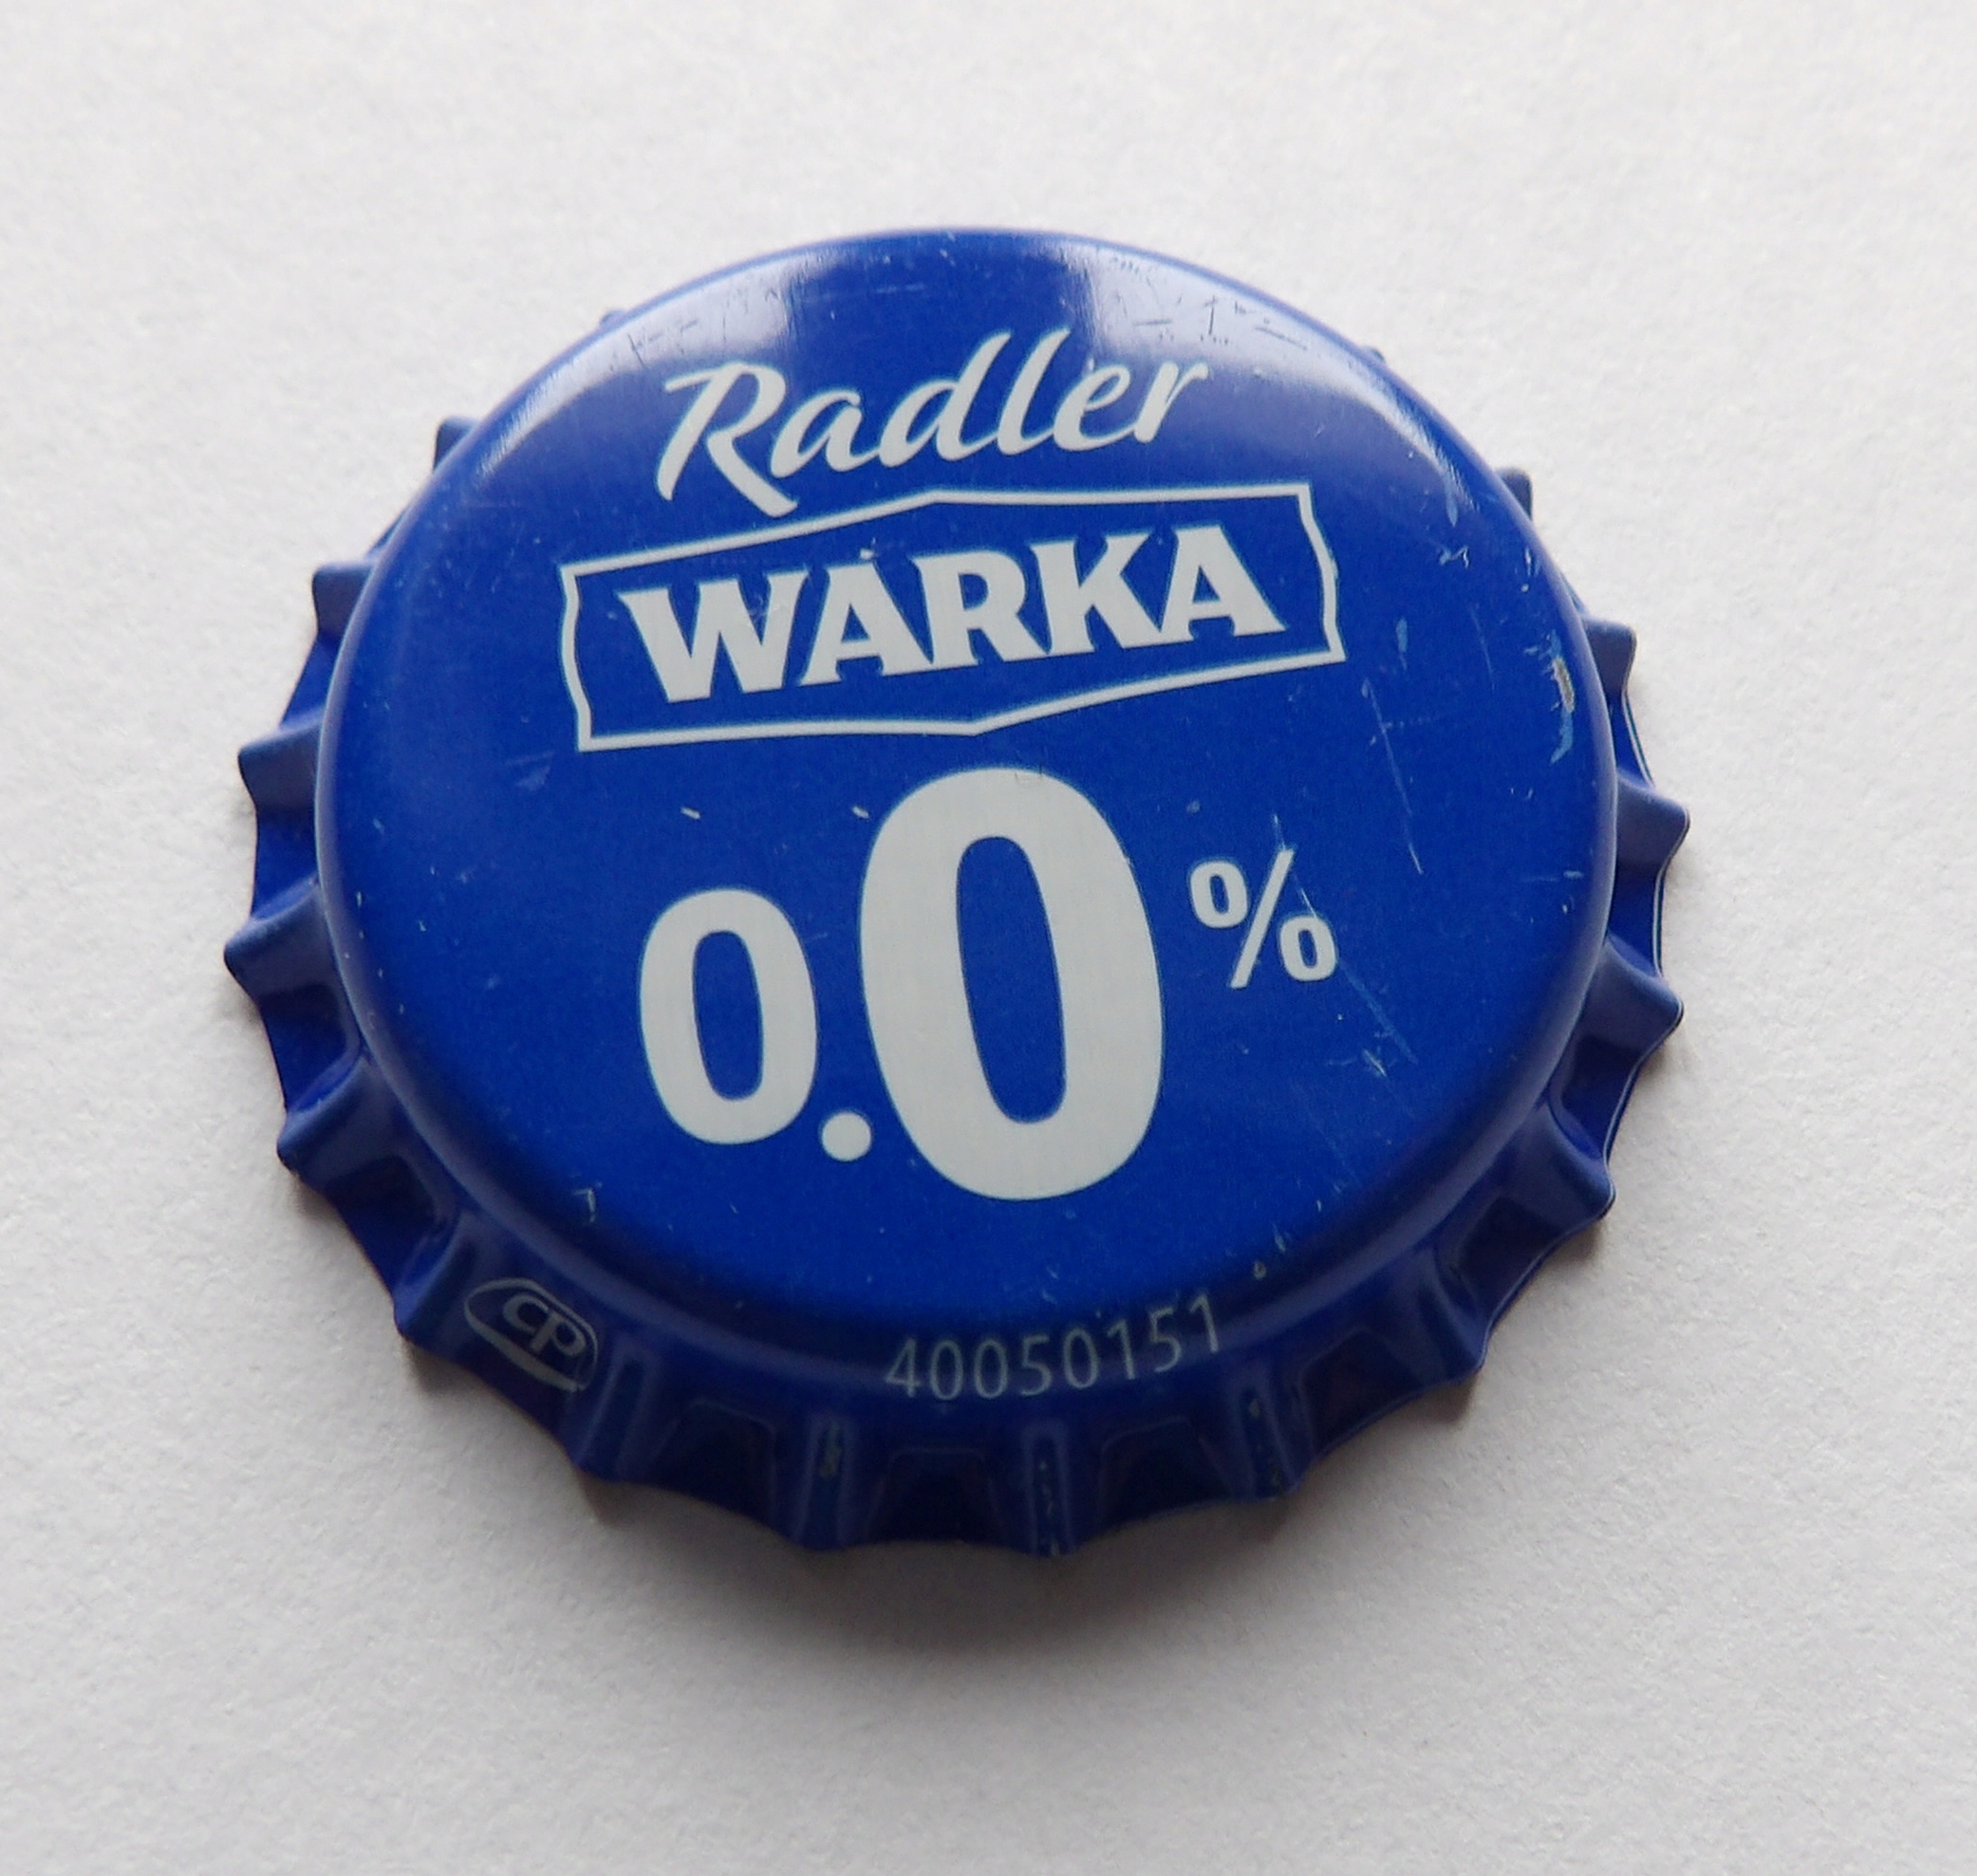 Radler
WARKA
0.0%
CP
40050151